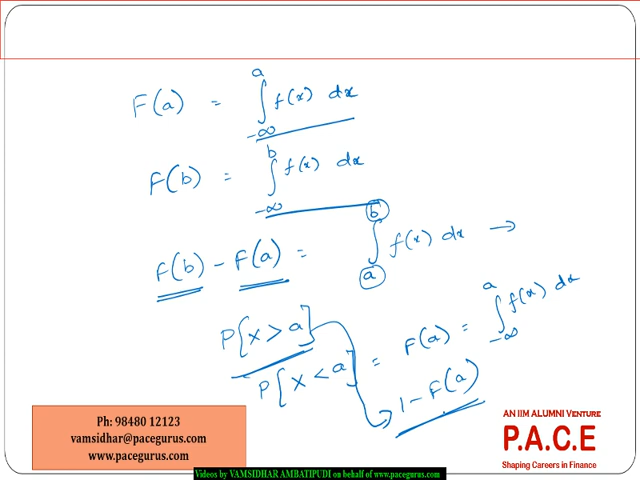 F(a) = ∫_{-∞}^{a} f(x) dx
F(b) = ∫_{-∞}^{b} f(x) dx
F(b) - F(a) = ∫_{a}^{b} f(x) dx →
P[X > a]
P[X < a] = F(a) = ∫_{-∞}^{a} f(x) dx
1 - F(a)
Ph: 98480 12123
vamsidhar@pacegurus.com
www.pacegurus.com
AN IIM ALUMNI VENTURE
P.A.C.E
Shaping Careers in Finance
Videos by VAMSIDHAR AMBATIPUDI on behalf of www.pacegurus.com